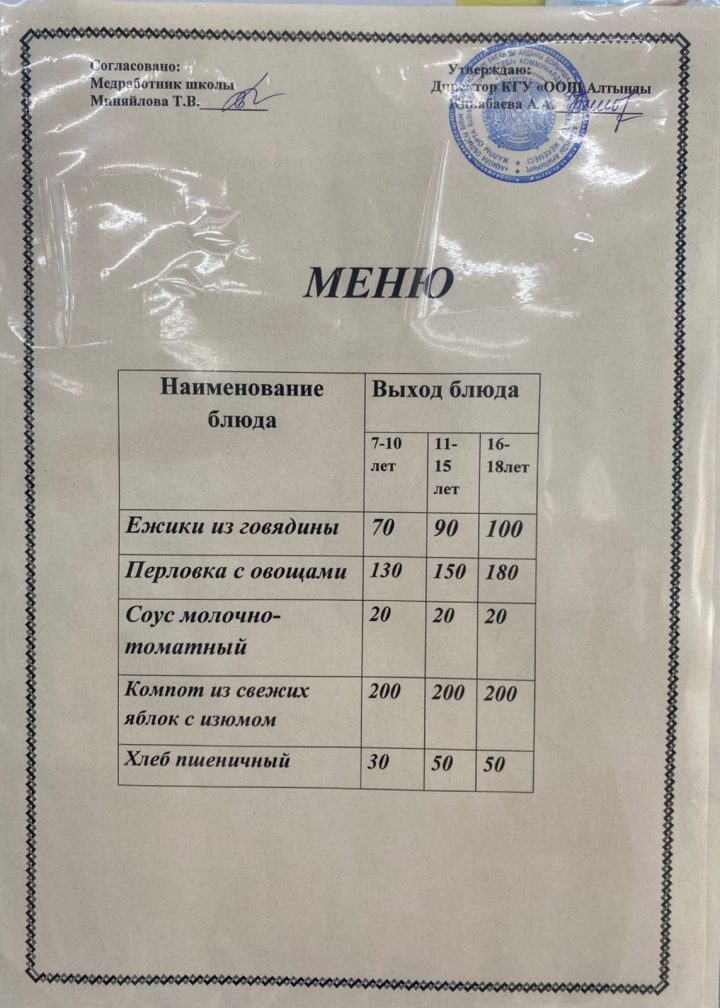 Согласовано:
Медработник школы
Миняйлова Т.В.
Утверждаю:
Директор КГУ «ООШ Алтынды
А.А.
МЕНЮ
Наименование блюда
Выход блюда
7-10 лет
11-15 лет
16-18лет
Ежики из говядины 70 90 100
Перловка с овощами 130 150 180
Соус молочно-
томатный
20 20 20
Компот из свежих
яблок с изюмом
200 200 200
Хлеб пшеничный 30 50 50